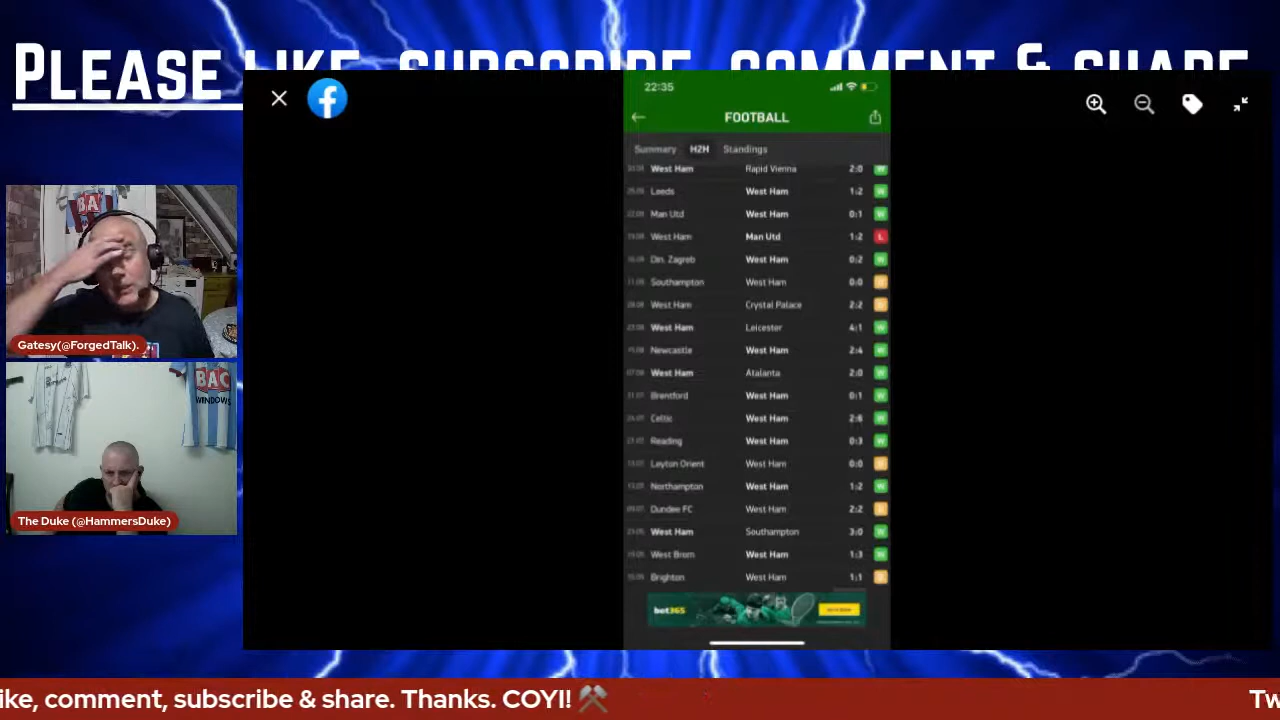 PLEASE LIKE, SUBSCRIBE, COMMENT & SHARE
22:35
FOOTBALL
Summary H2H Standings
West Ham Rapid Vienna 2:0 W
Leeds West Ham 1:2 W
Man Utd West Ham 0:1 W
West Ham Man Utd 1:2 L
Din. Zagreb West Ham 0:2 W
Southampton West Ham 0:0
West Ham Crystal Palace 2:2
West Ham Leicester 4:1 W
Newcastle West Ham 2:4 W
West Ham Atalanta 2:0 W
Brentford West Ham 0:1 W
Celtic West Ham 2:6 W
Reading West Ham 0:3 W
Leyton Orient West Ham 0:0
Northampton West Ham 1:2 W
Dundee FC West Ham 2:2
West Ham Southampton 3:0 W
West Brom West Ham 1:3 W
Brighton West Ham 1:1
bet365
BAC
WINDOWS
Gatesy(@ForgedTalk).
The Duke (@HammersDuke)
ike, comment, subscribe & share. Thanks. COYI! ⚒ Tw